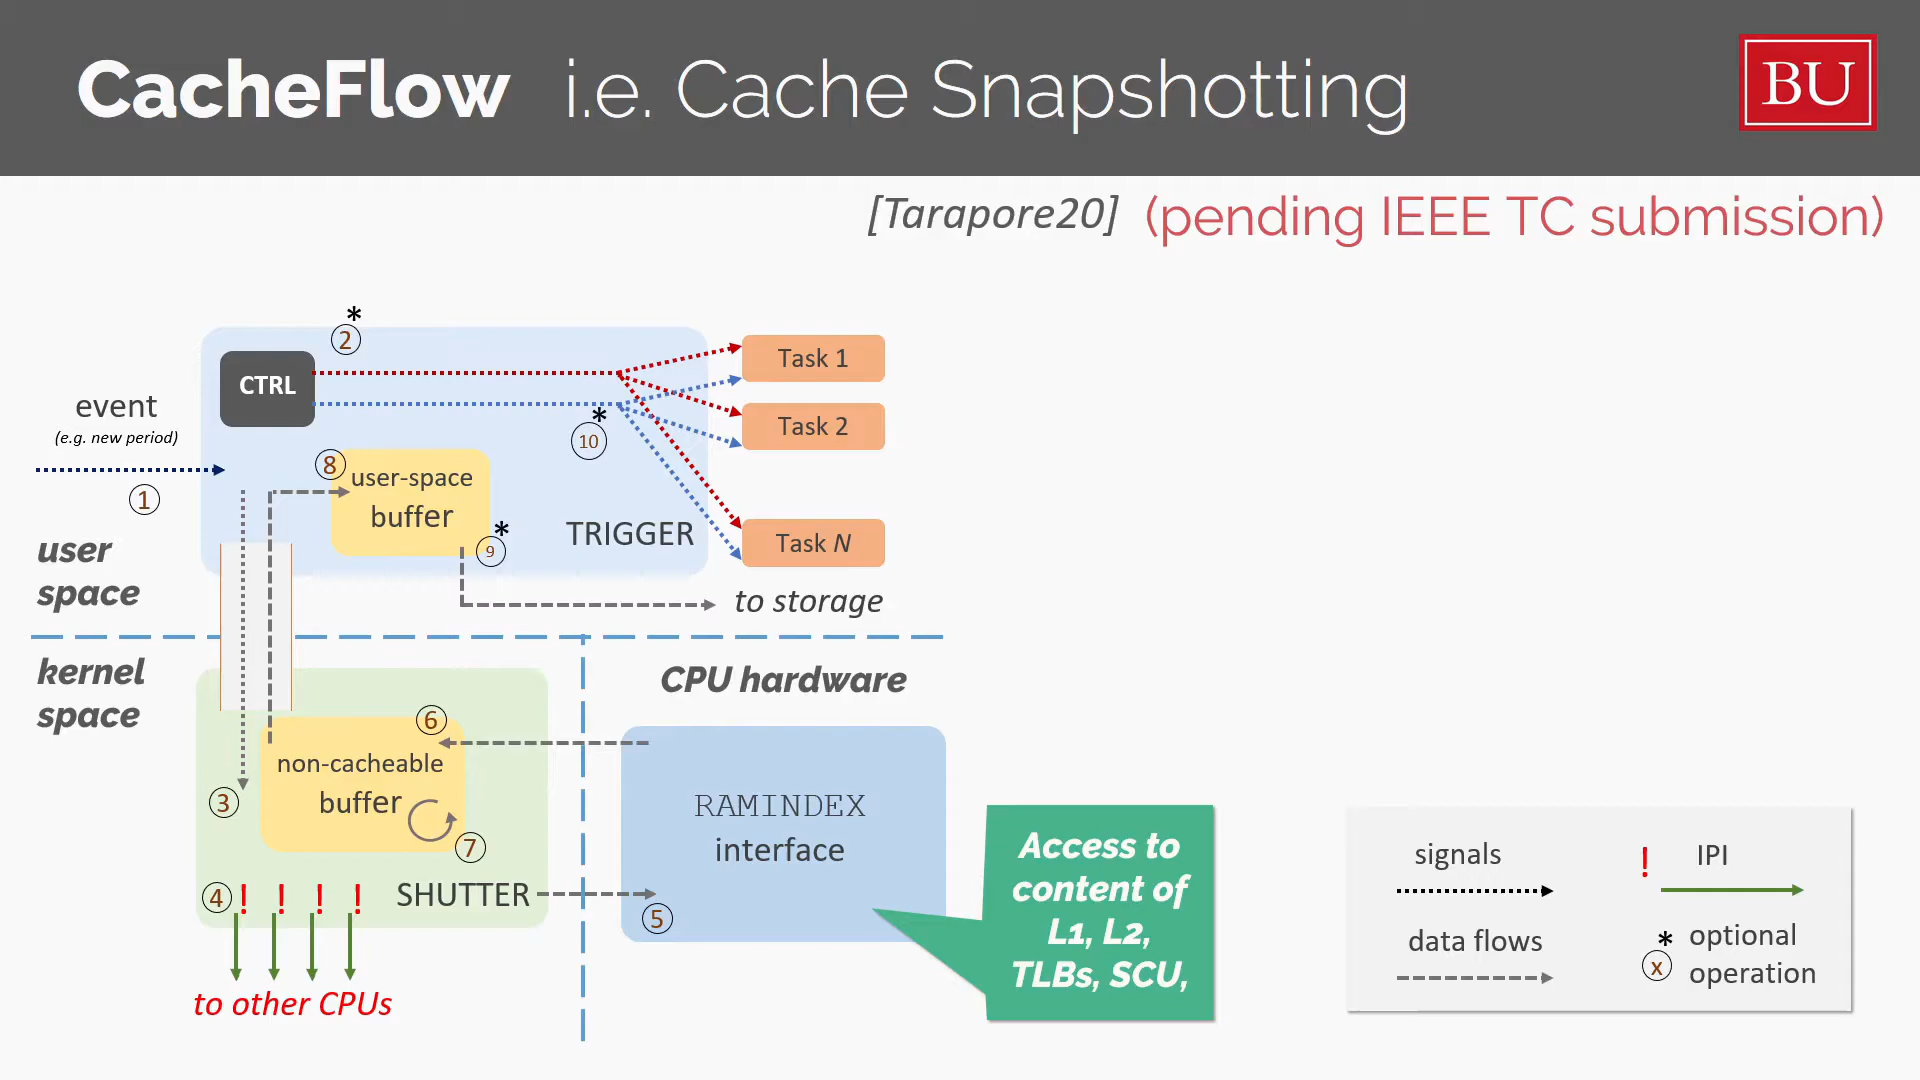 CacheFlow i.e. Cache Snapshotting
BU
[Tarapore20] (pending IEEE TC submission)
*
2
CTRL
Task 1
event
(e.g. new period)
Task 2
*
10
8
user-space
buffer
1
*
9
TRIGGER
Task N
user
space
to storage
kernel
space
CPU hardware
6
non-cacheable
buffer
3
7
RAMINDEX
interface
4 ! ! ! !
SHUTTER
5
to other CPUs
Access to
content of
L1, L2,
TLBs, SCU,
signals
! IPI
data flows
* optional
x operation